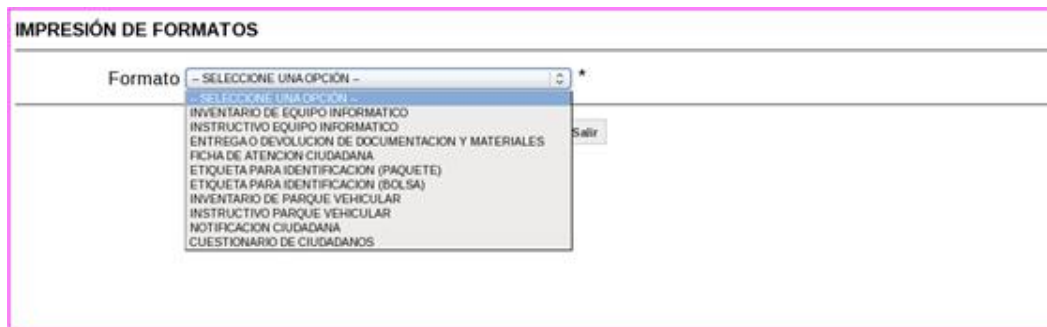 IMPRESIÓN DE FORMATOS
Formato -- SELECCIONE UNA OPCIÓN -- *
-- SELECCIONE UNA OPCIÓN --
INVENTARIO DE EQUIPO INFORMATICO
INSTRUCTIVO EQUIPO INFORMATICO
ENTREGA O DEVOLUCION DE DOCUMENTACION Y MATERIALES
Salir
FICHA DE ATENCION CIUDADANA
ETIQUETA PARA IDENTIFICACION (PAQUETE)
ETIQUETA PARA IDENTIFICACION (BOLSA)
INVENTARIO DE PARQUE VEHICULAR
INSTRUCTIVO PARQUE VEHICULAR
NOTIFICACION CIUDADANA
CUESTIONARIO DE CIUDADANOS